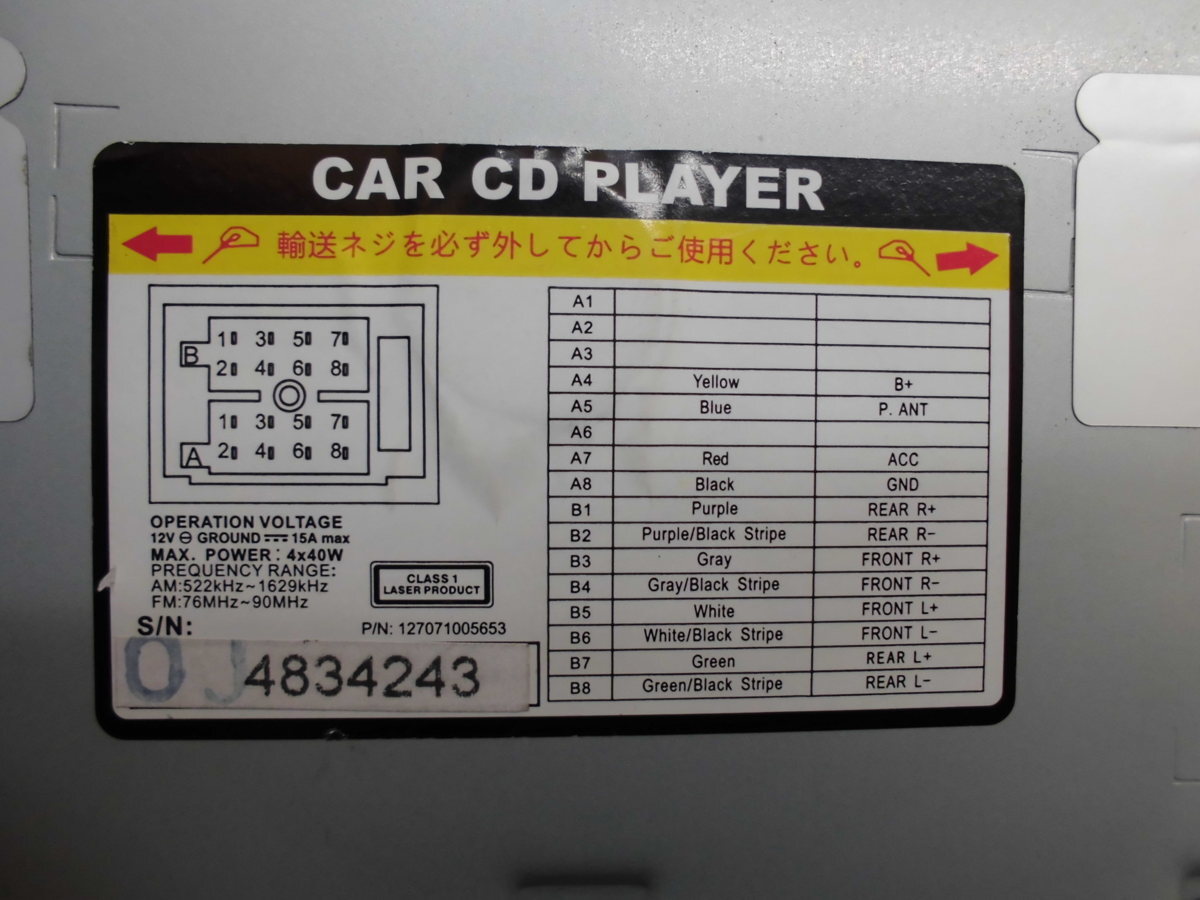 CAR CD PLAYER
輸送ネジを必ず外してからご使用ください。
B
1 3 5 7
2 4 6 8
1 3 5 7
A
2 4 6 8
OPERATION VOLTAGE
12V ⊖ GROUND ⎓ 15A max
MAX. POWER: 4x40W
PREQUENCY RANGE:
AM:522kHz~1629kHz
FM:76MHz~90MHz
CLASS 1
LASER PRODUCT
S/N:
P/N: 127071005653
OJ4834243
A1
A2
A3
A4 Yellow B+
A5 Blue P. ANT
A6
A7 Red ACC
A8 Black GND
B1 Purple REAR R+
B2 Purple/Black Stripe REAR R-
B3 Gray FRONT R+
B4 Gray/Black Stripe FRONT R-
B5 White FRONT L+
B6 White/Black Stripe FRONT L-
B7 Green REAR L+
B8 Green/Black Stripe REAR L-